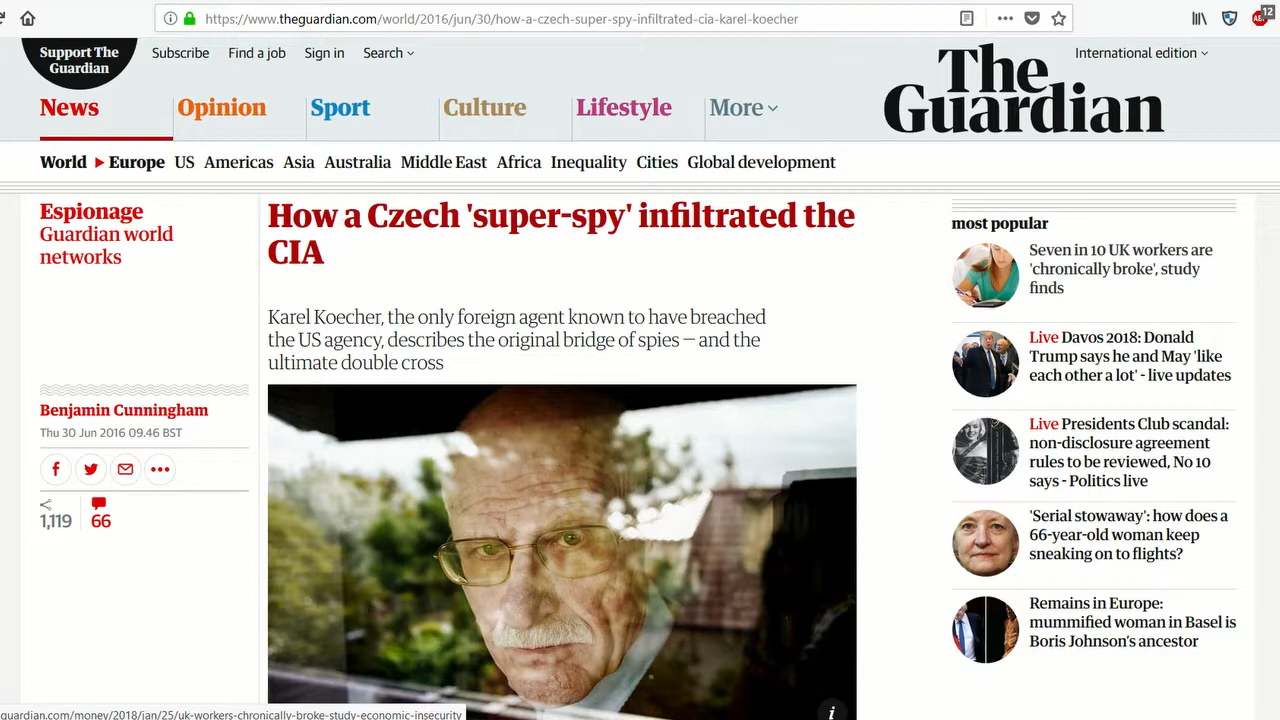 https://www.theguardian.com/world/2016/jun/30/how-a-czech-super-spy-infiltrated-cia-karel-koecher
12
Support The
Guardian
Subscribe
Find a job
Sign in
Search
International edition
The
Guardian
News
Opinion
Sport
Culture
Lifestyle
More
World
Europe
US
Americas
Asia
Australia
Middle East
Africa
Inequality
Cities
Global development
Espionage
Guardian world
networks
How a Czech 'super-spy' infiltrated the
CIA
Karel Koecher, the only foreign agent known to have breached
the US agency, describes the original bridge of spies – and the
ultimate double cross
Benjamin Cunningham
Thu 30 Jun 2016 09.46 BST
1,119
66
most popular
Seven in 10 UK workers are
'chronically broke', study
finds
Live Davos 2018: Donald
Trump says he and May 'like
each other a lot' - live updates
Live Presidents Club scandal:
non-disclosure agreement
rules to be reviewed, No 10
says - Politics live
'Serial stowaway': how does a
66-year-old woman keep
sneaking on to flights?
Remains in Europe:
mummified woman in Basel is
Boris Johnson's ancestor
guardian.com/money/2018/jan/25/uk-workers-chronically-broke-study-economic-insecurity